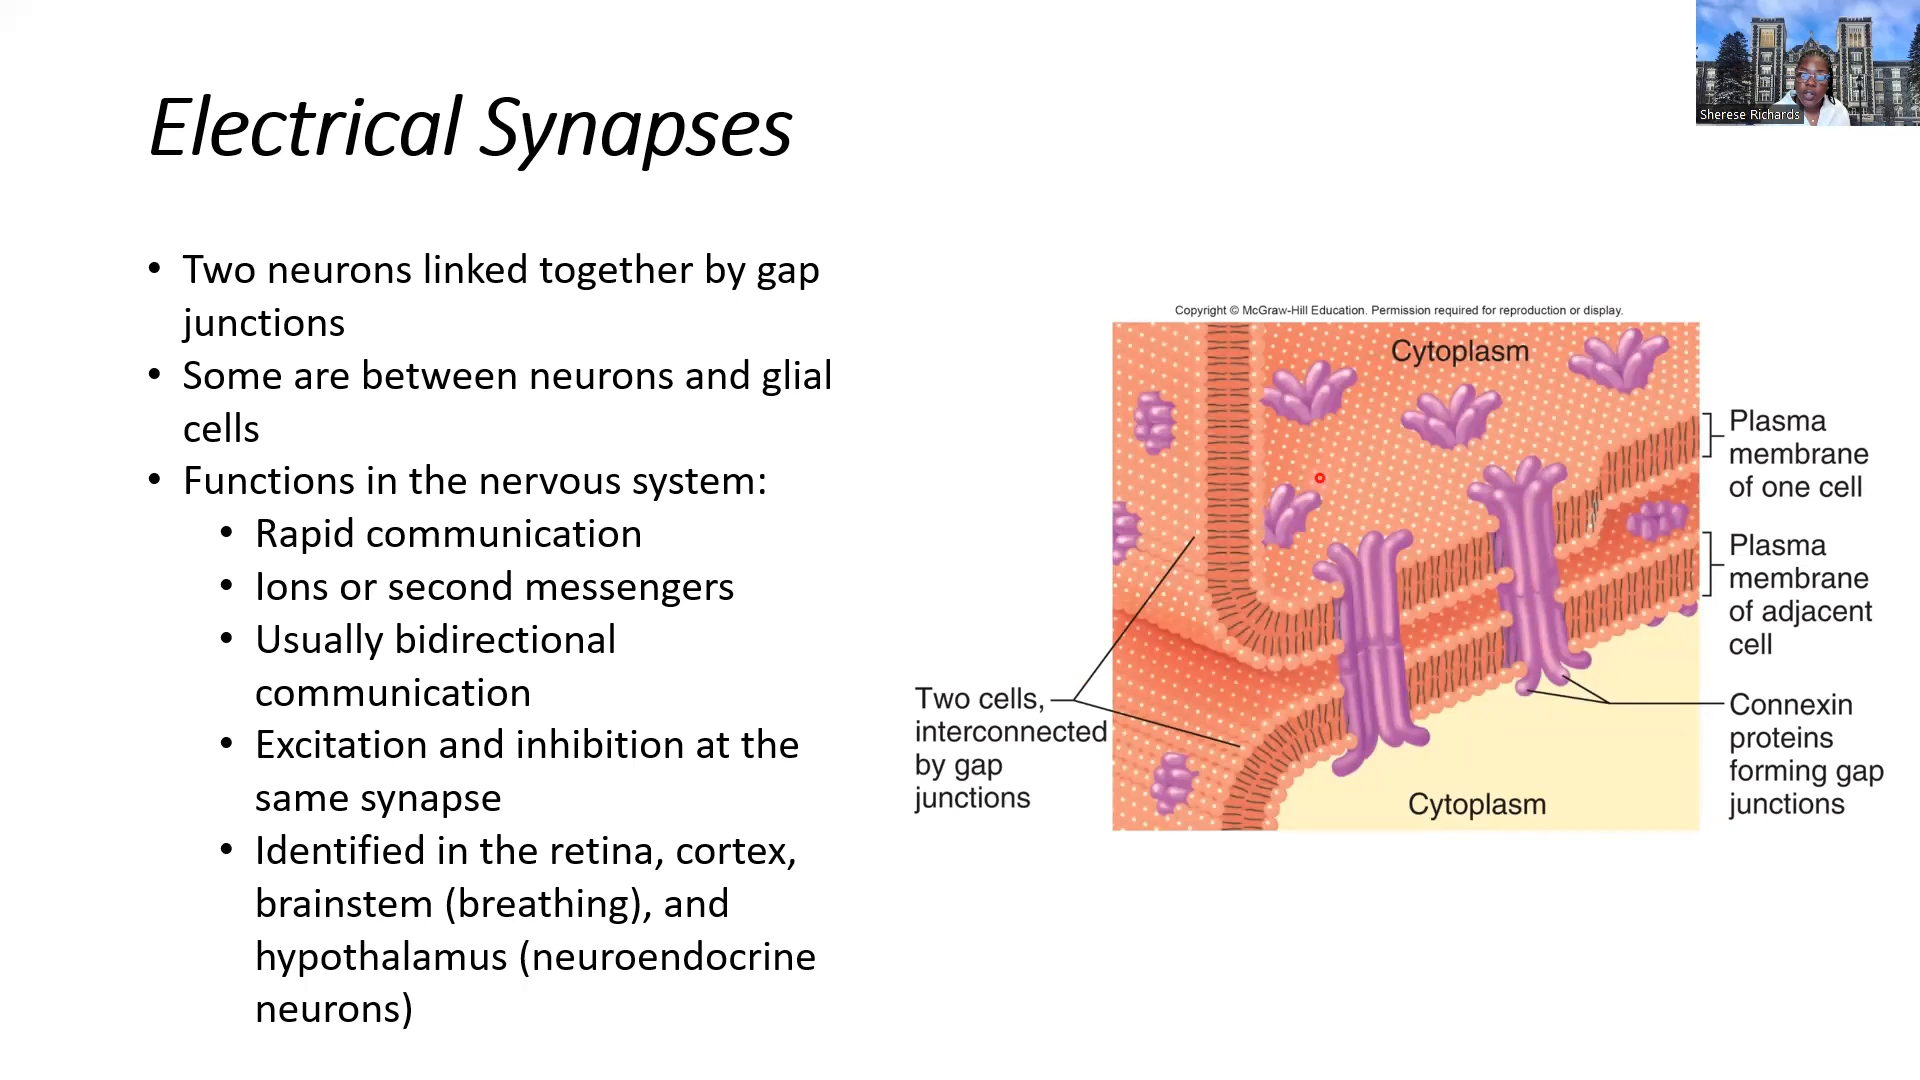 Sherese Richards
Electrical Synapses
• Two neurons linked together by gap
junctions
• Some are between neurons and glial
cells
• Functions in the nervous system:
• Rapid communication
• Ions or second messengers
• Usually bidirectional
communication
• Excitation and inhibition at the
same synapse
• Identified in the retina, cortex,
brainstem (breathing), and
hypothalamus (neuroendocrine
neurons)
Copyright © McGraw-Hill Education. Permission required for reproduction or display.
Cytoplasm
Plasma
membrane
of one cell
Plasma
membrane
of adjacent
cell
Two cells,
interconnected
by gap
junctions
Connexin
proteins
forming gap
junctions
Cytoplasm